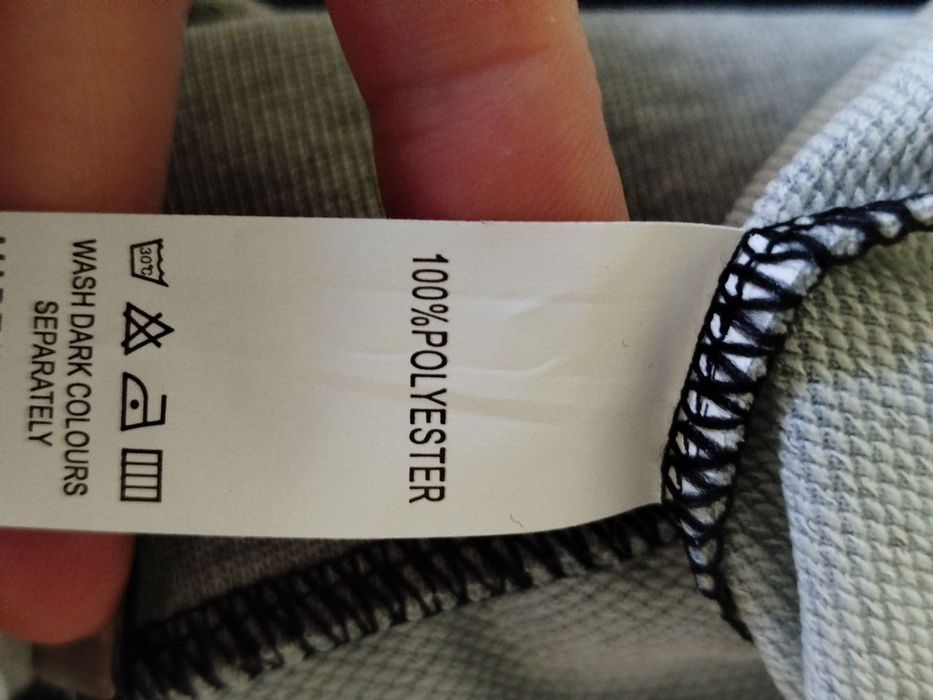 100%POLYESTER
30°C
WASH DARK COLOURS
SEPARATELY